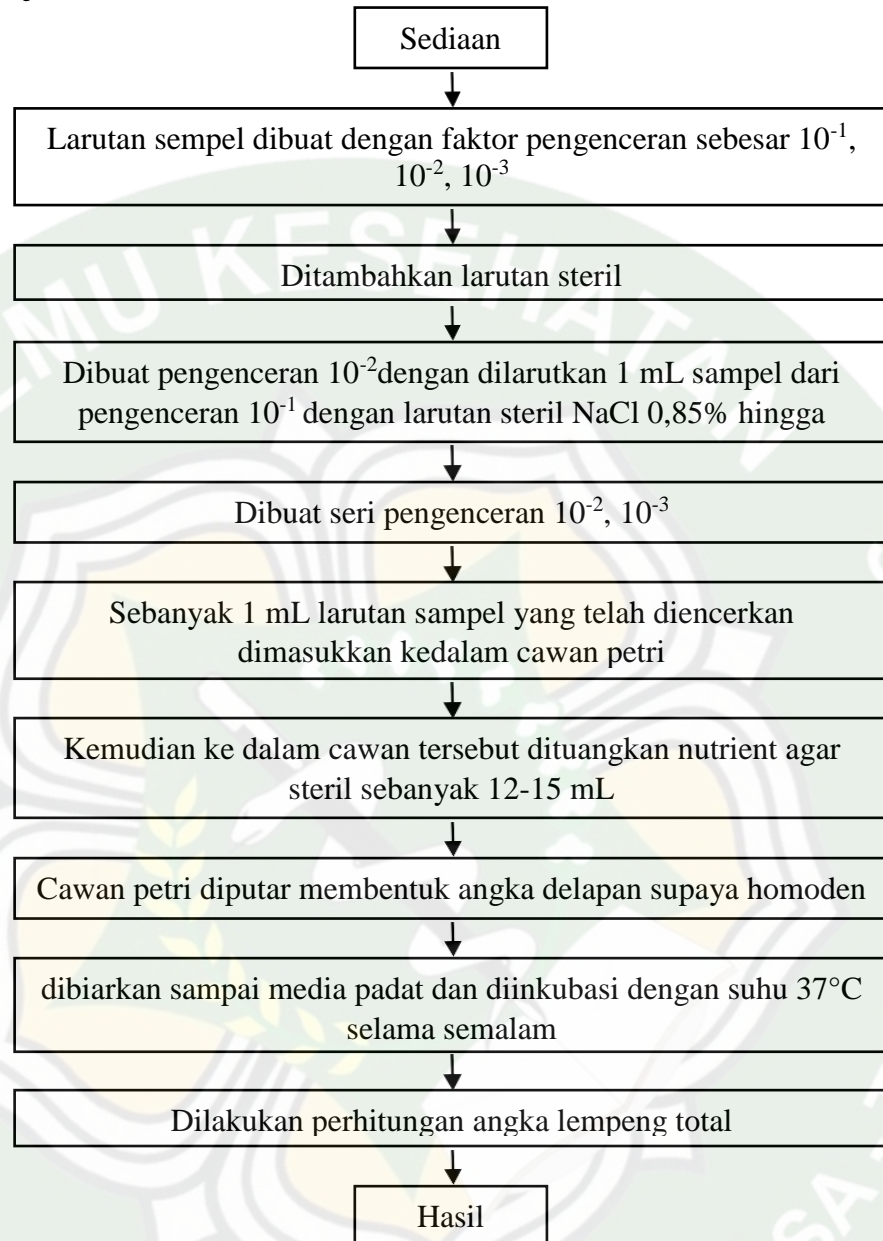 Sediaan
Larutan sempel dibuat dengan faktor pengenceran sebesar 10⁻¹,
10⁻², 10⁻³
Ditambahkan larutan steril
Dibuat pengenceran 10⁻²dengan dilarutkan 1 mL sampel dari
pengenceran 10⁻¹ dengan larutan steril NaCl 0,85% hingga
Dibuat seri pengenceran 10⁻², 10⁻³
Sebanyak 1 mL larutan sampel yang telah diencerkan
dimasukkan kedalam cawan petri
Kemudian ke dalam cawan tersebut dituangkan nutrient agar
steril sebanyak 12-15 mL
Cawan petri diputar membentuk angka delapan supaya homoden
dibiarkan sampai media padat dan diinkubasi dengan suhu 37°C
selama semalam
Dilakukan perhitungan angka lempeng total
Hasil
MU KESEHATAN